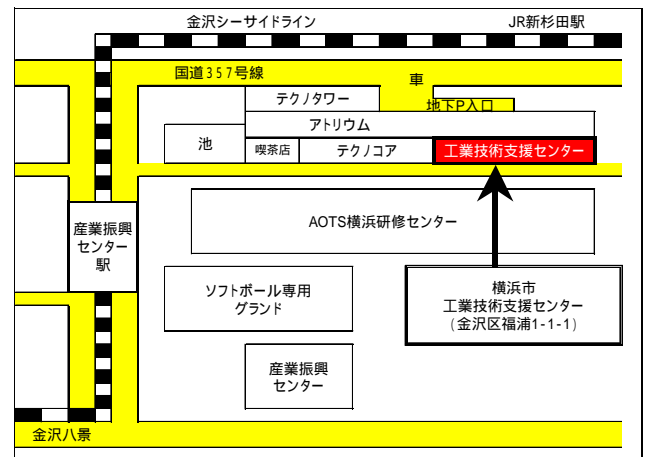 金沢シーサイドライン
JR新杉田駅
国道357号線
車
テクノタワー
地下P入口
アトリウム
池
喫茶店
テクノコア
工業技術支援センター
産業振興
センター
駅
AOTS横浜研修センター
ソフトボール専用
グランド
横浜市
工業技術支援センター
(金沢区福浦1-1-1)
産業振興
センター
金沢八景